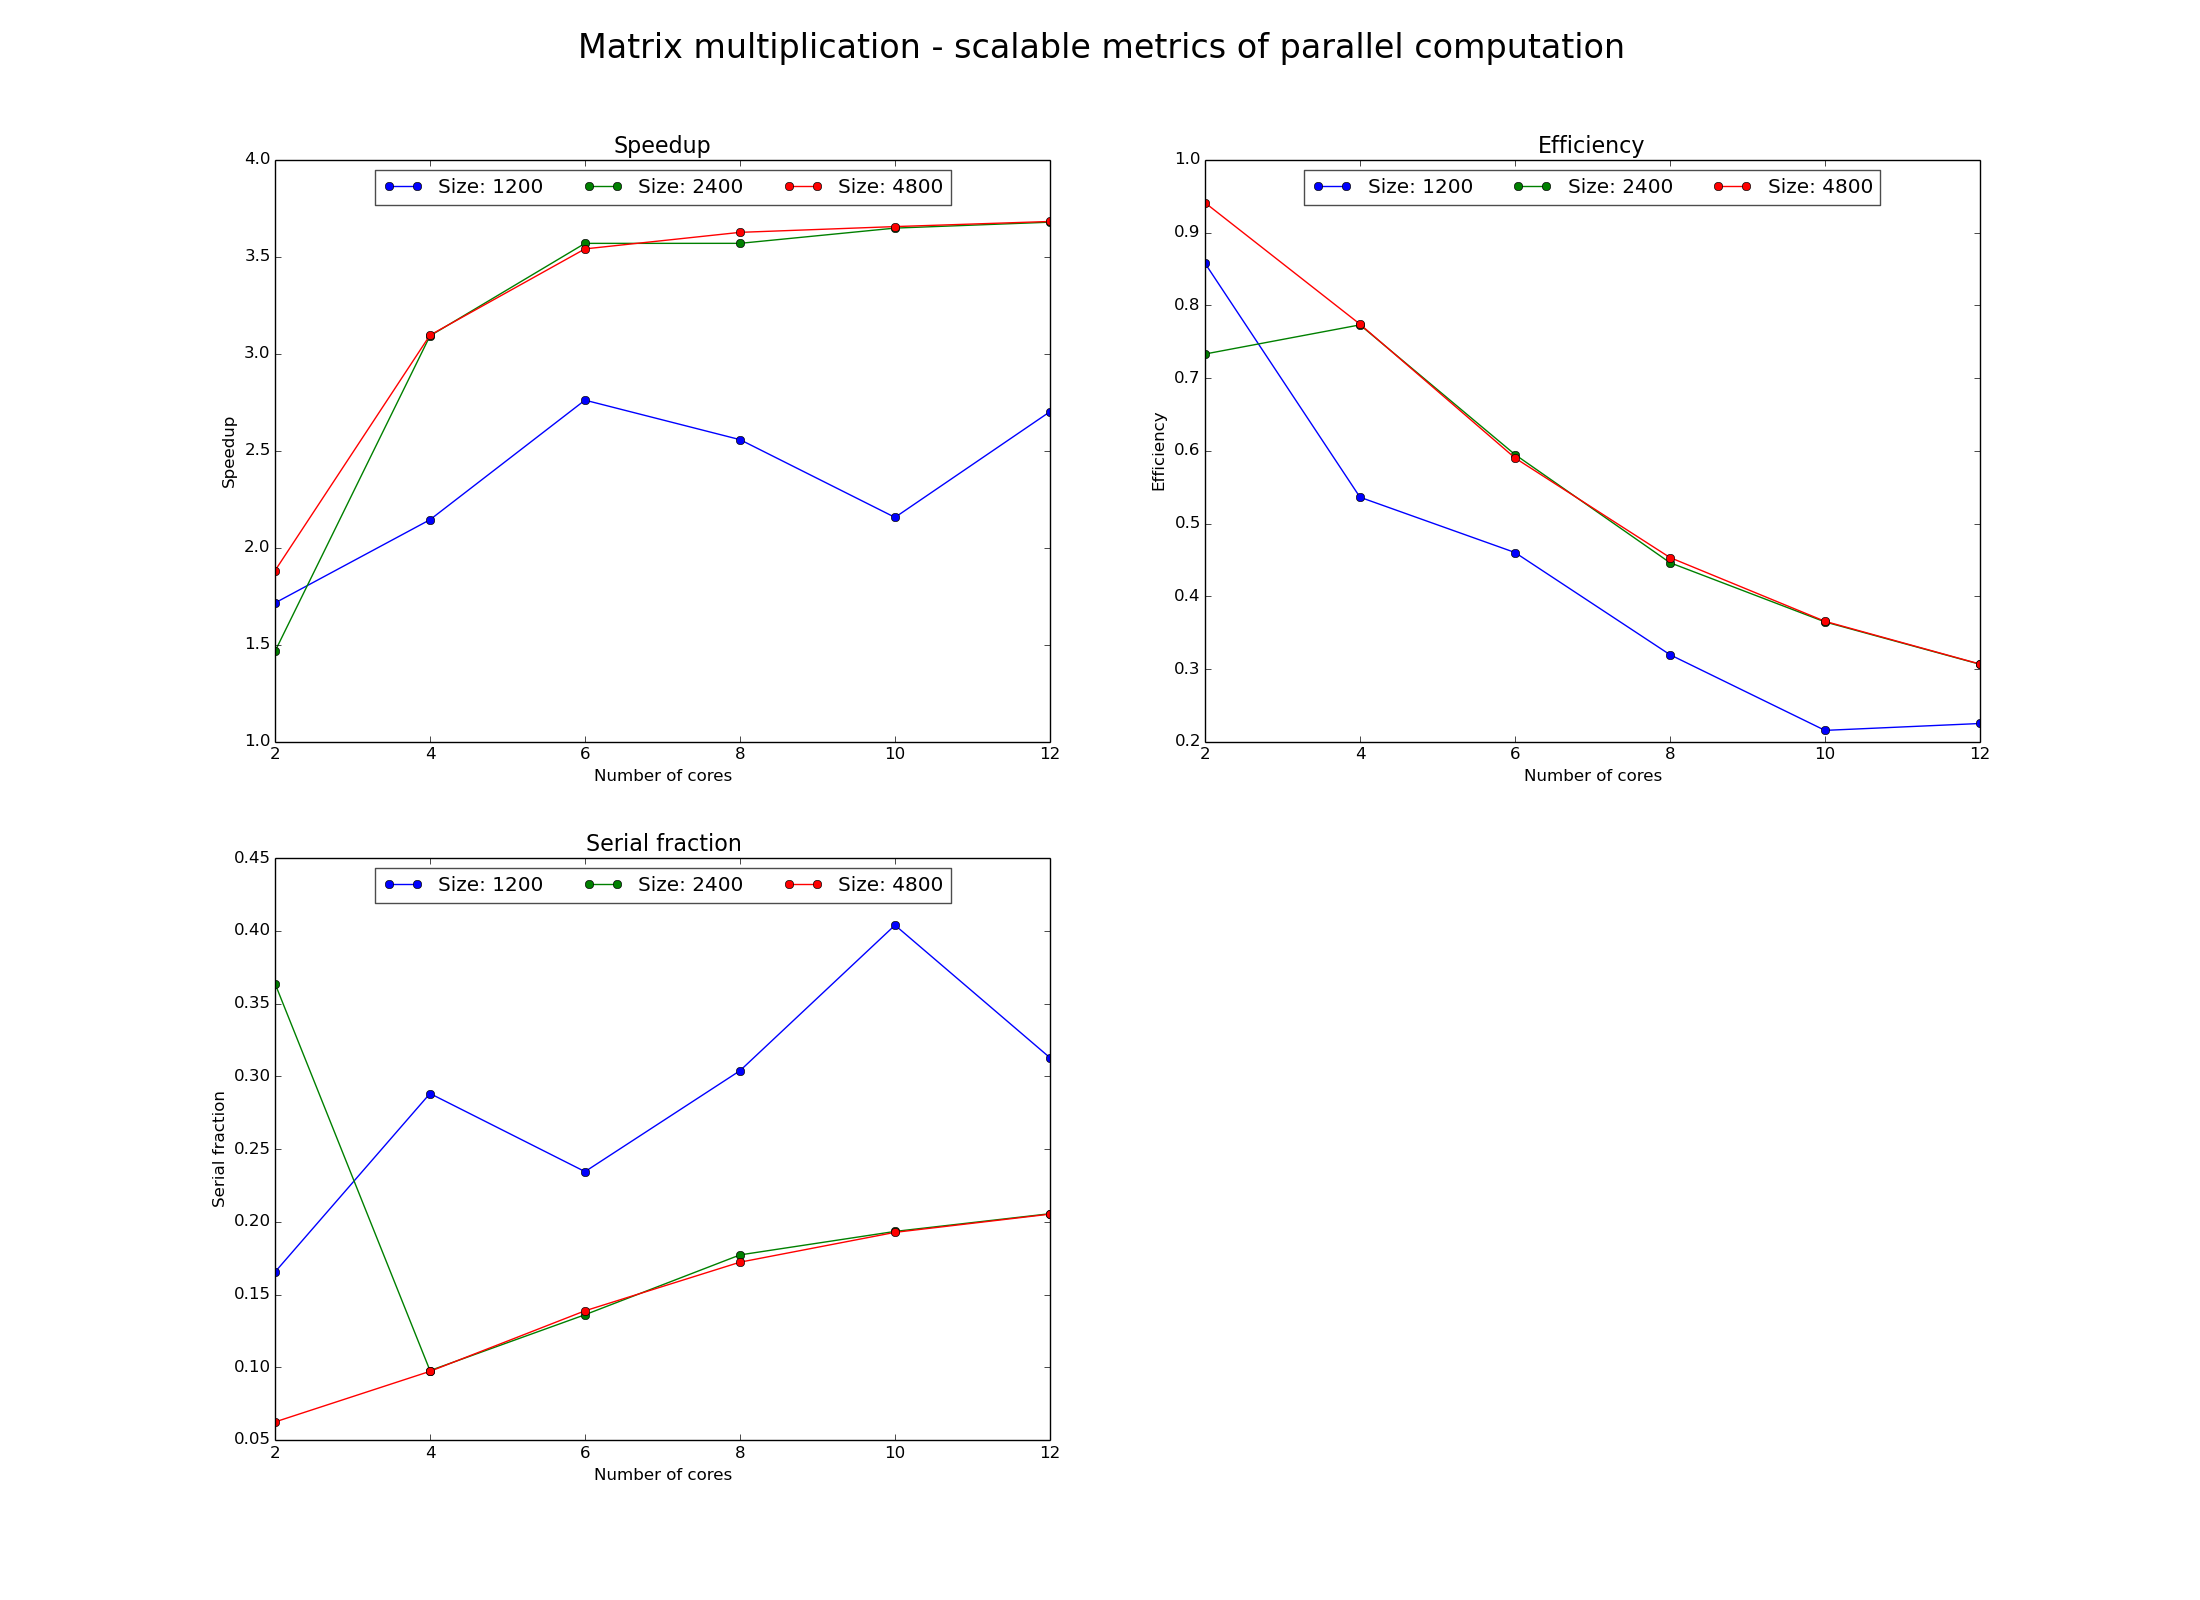 Matrix multiplication - scalable metrics of parallel computation
Speedup
4.0
3.5
3.0
2.5
2.0
1.5
1.0
Speedup
Size: 1200 Size: 2400 Size: 4800
2 4 6 8 10 12
Number of cores
Efficiency
1.0
0.9
0.8
0.7
0.6
0.5
0.4
0.3
0.2
Efficiency
Size: 1200 Size: 2400 Size: 4800
2 4 6 8 10 12
Number of cores
Serial fraction
0.45
0.40
0.35
0.30
0.25
0.20
0.15
0.10
0.05
Serial fraction
Size: 1200 Size: 2400 Size: 4800
2 4 6 8 10 12
Number of cores